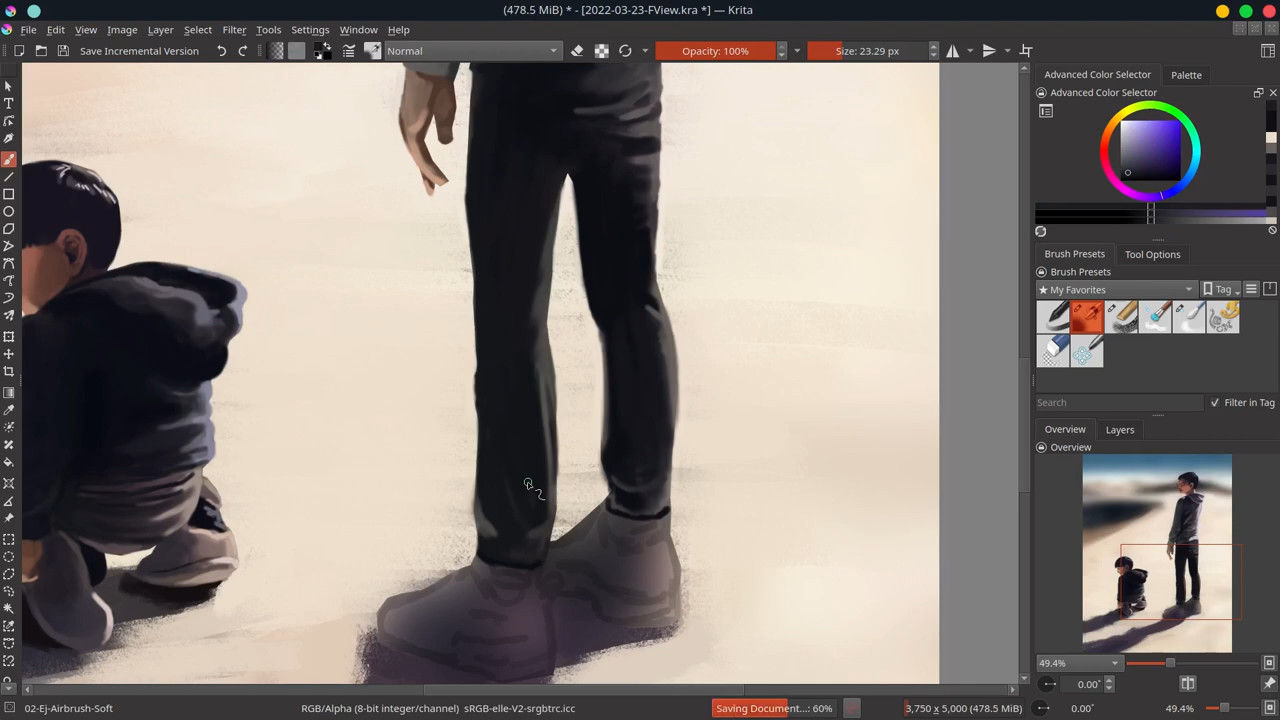 (478.5 MiB) * - [2022-03-23-FView.kra *] — Krita
File Edit View Image Layer Select Filter Tools Settings Window Help
Save Incremental Version Normal Opacity: 100% Size: 23.29 px
Advanced Color Selector Palette
Advanced Color Selector
Brush Presets Tool Options
Brush Presets
★ My Favorites Tag
Search Filter in Tag
Overview Layers
Overview
49.4%
0.00°
02-Ej-Airbrush-Soft RGB/Alpha (8-bit integer/channel) sRGB-elle-V2-srgbtrc.icc Saving Document...: 60% 3,750 x 5,000 (478.5 MiB) 0.00° 49.4%